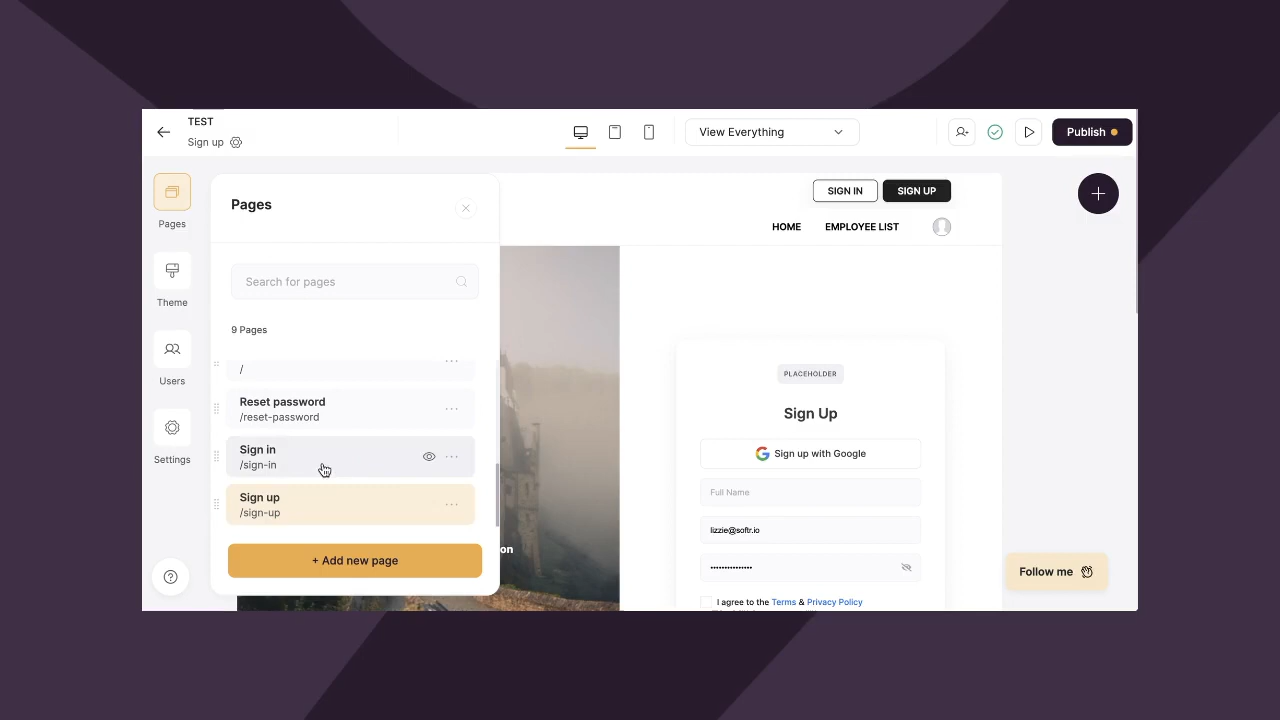 TEST
Sign up
View Everything
Publish
Pages
Theme
Users
Settings
Pages
Search for pages
9 Pages
/
Reset password
/reset-password
Sign in
/sign-in
Sign up
/sign-up
+ Add new page
SIGN IN
SIGN UP
HOME
EMPLOYEE LIST
on
PLACEHOLDER
Sign Up
Sign up with Google
Full Name
lizzie@softr.io
•••••••••••••••
I agree to the Terms & Privacy Policy
Follow me